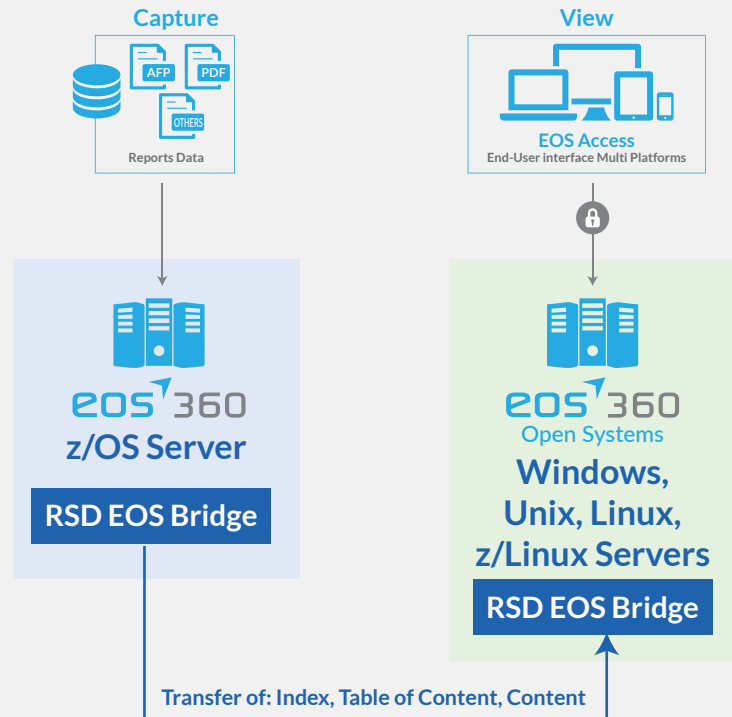 Capture
AFP
PDF
OTHERS
Reports Data
eos 360
z/OS Server
RSD EOS Bridge
View
EOS Access
End-User interface Multi Platforms
eos 360
Open Systems
Windows,
Unix, Linux,
z/Linux Servers
RSD EOS Bridge
Transfer of: Index, Table of Content, Content